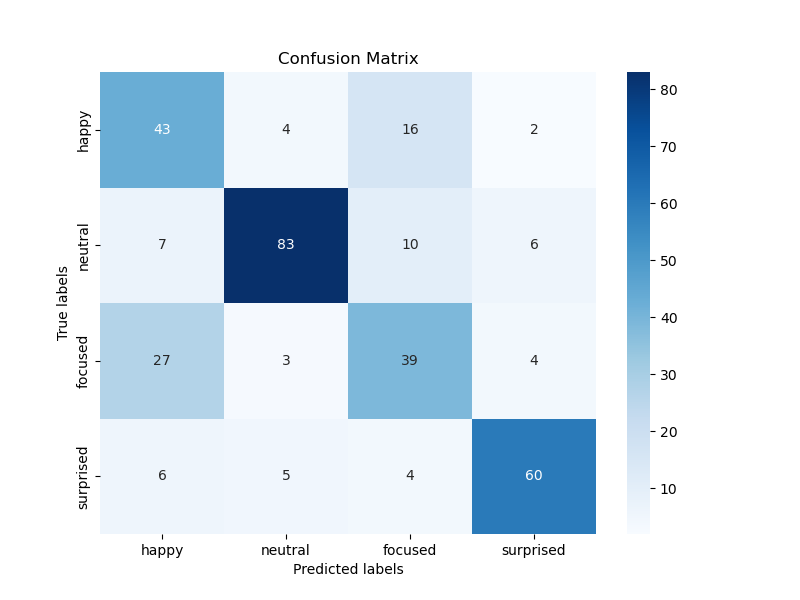 Confusion Matrix
happy 43 4 16 2
neutral 7 83 10 6
focused 27 3 39 4
surprised 6 5 4 60
True labels
happy neutral focused surprised
Predicted labels
80
70
60
50
40
30
20
10